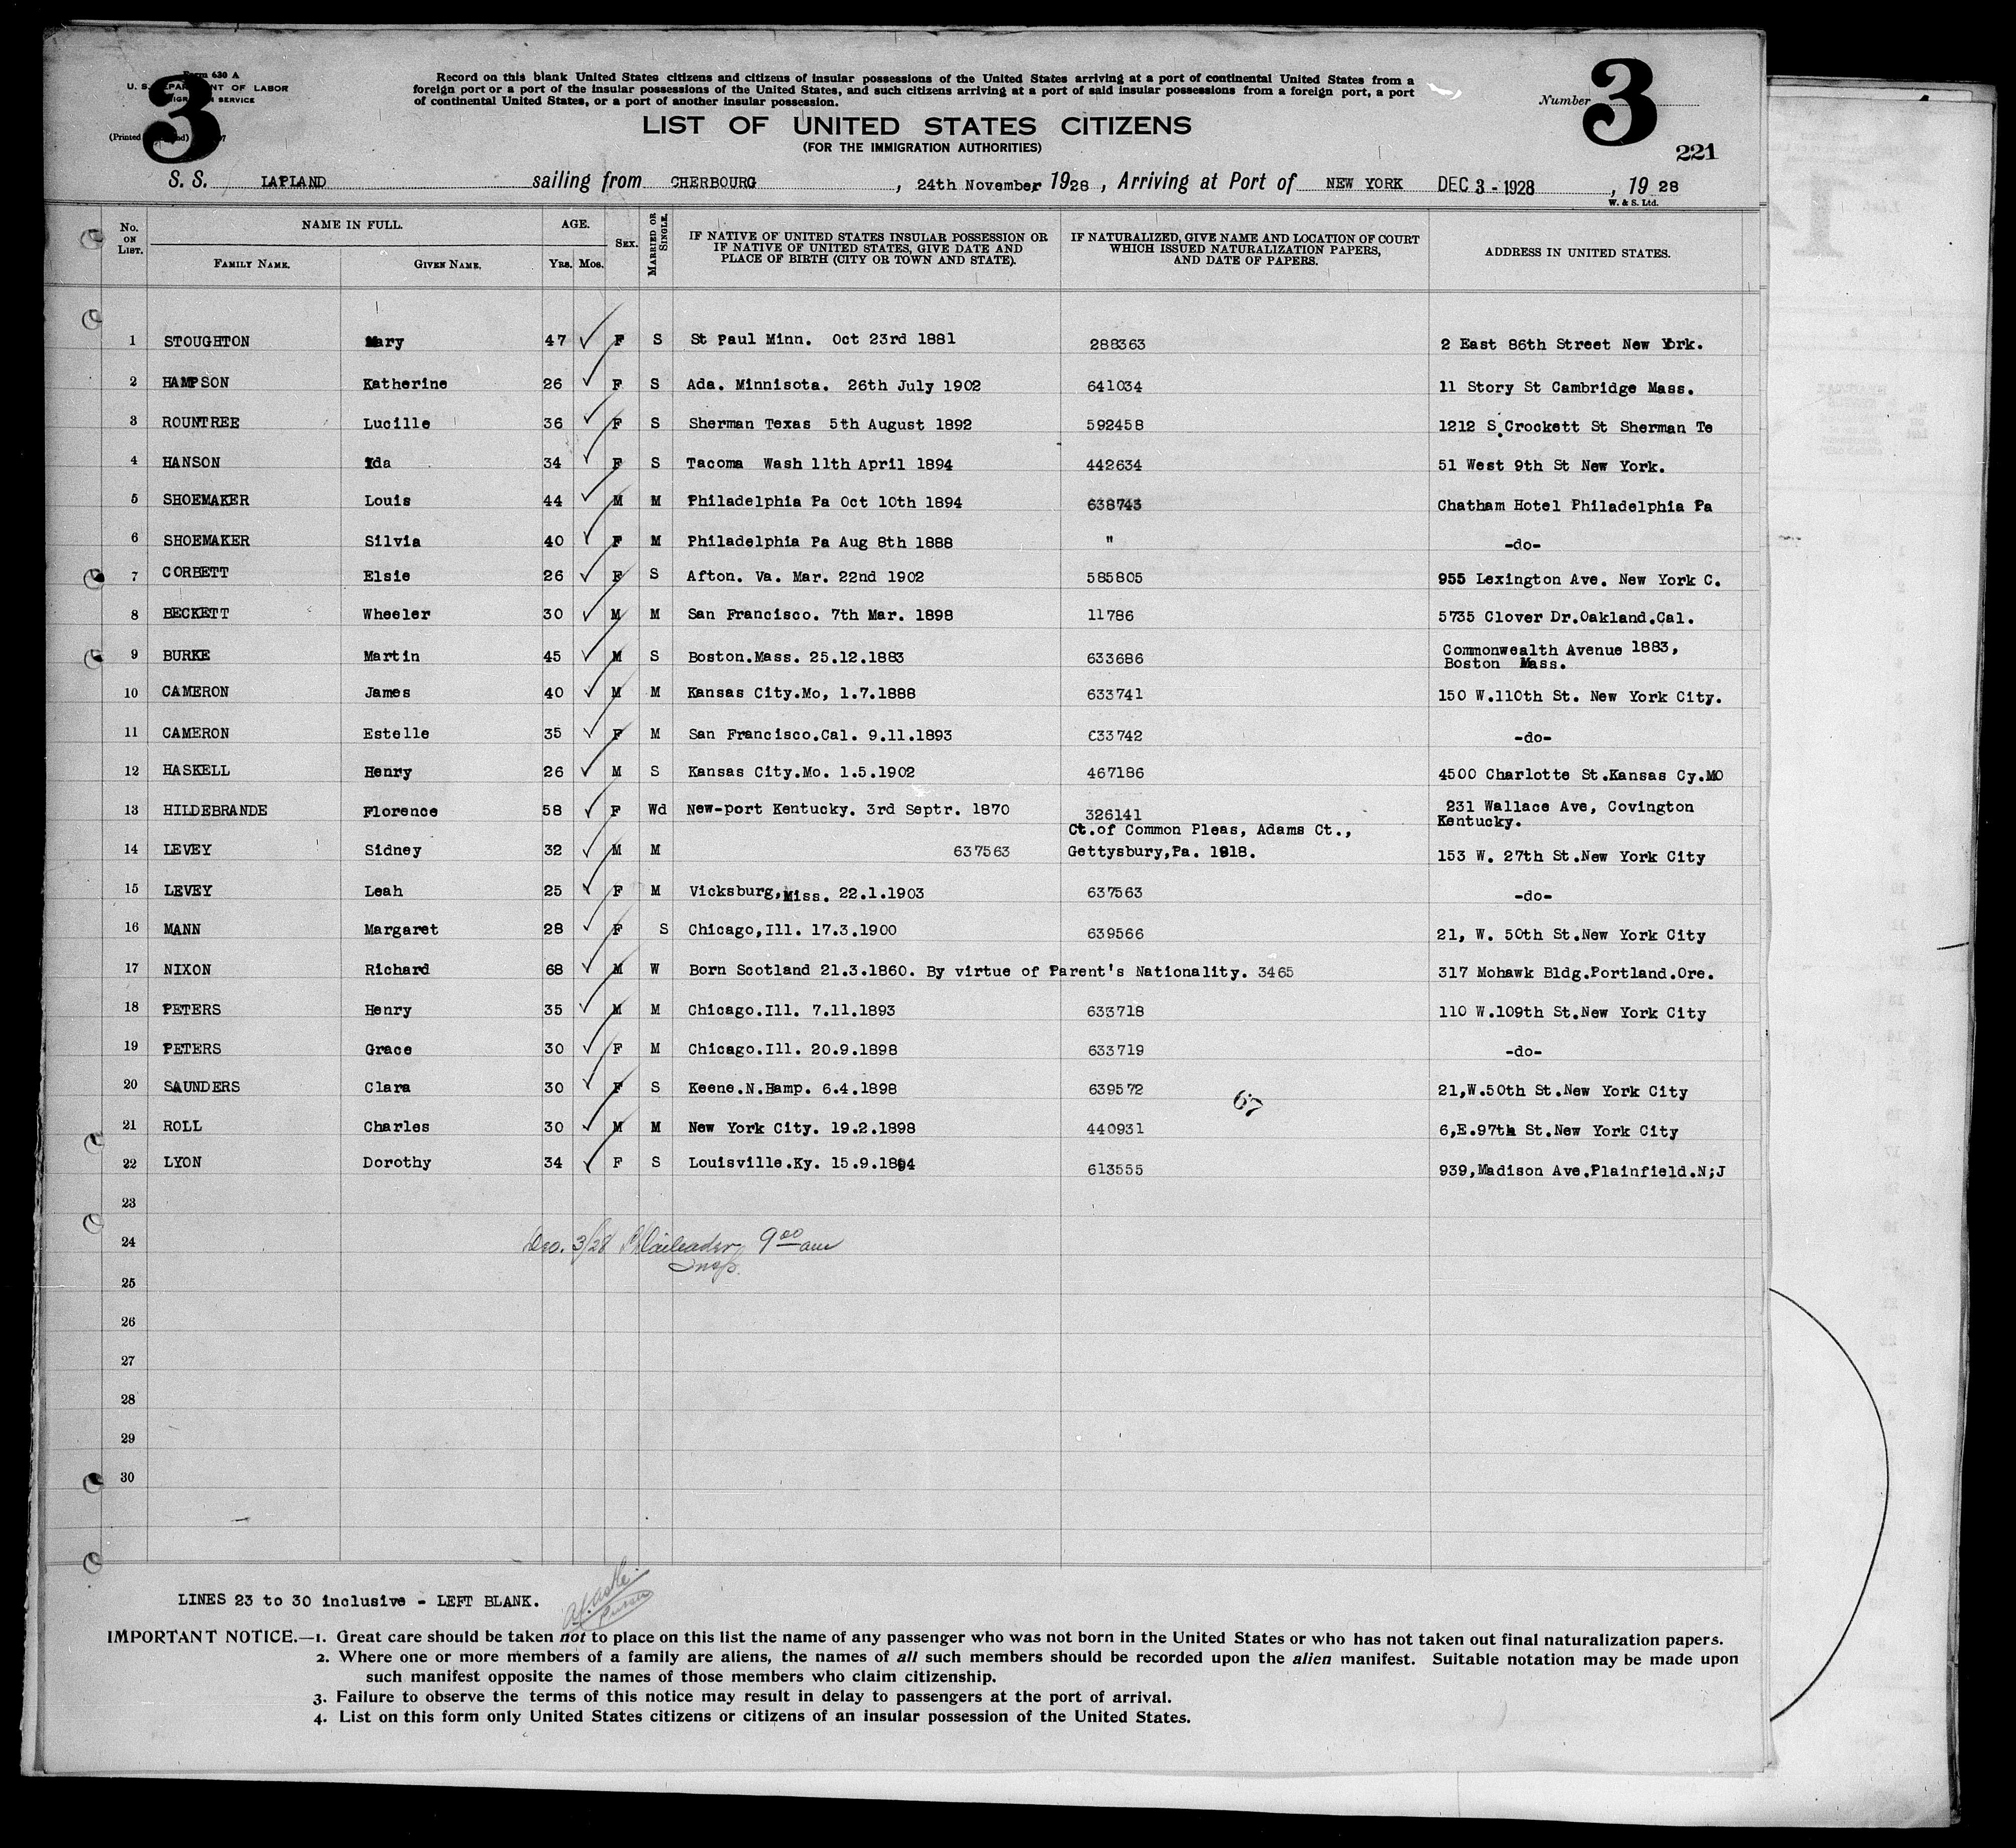 3
Form 630 A
U. S. DEPARTMENT OF LABOR
IMMIGRATION SERVICE
(Printed
Record on this blank United States citizens and citizens of insular possessions of the United States arriving at a port of continental United States from a
foreign port or a port of the insular possessions of the United States, and such citizens arriving at a port of said insular possessions from a foreign port, a port
of continental United States, or a port of another insular possession.
LIST OF UNITED STATES CITIZENS
(FOR THE IMMIGRATION AUTHORITIES)
Number 3
221
S. S. LAPLAND sailing from CHERBOURG , 24th November, 1928 , Arriving at Port of NEW YORK DEC 3 - 1928 , 19 28
W. & S. Ltd.
No. ON LIST. NAME IN FULL. FAMILY NAME. GIVEN NAME. AGE. YRS. MOS. SEX. MARRIED OR SINGLE. IF NATIVE OF UNITED STATES INSULAR POSSESSION OR IF NATIVE OF UNITED STATES, GIVE DATE AND PLACE OF BIRTH (CITY OR TOWN AND STATE). IF NATURALIZED, GIVE NAME AND LOCATION OF COURT WHICH ISSUED NATURALIZATION PAPERS, AND DATE OF PAPERS. ADDRESS IN UNITED STATES.
1 STOUGHTON Mary 47 F S St Paul Minn. Oct 23rd 1881 288363 2 East 86th Street New York.
2 HAMPSON Katherine 26 F S Ada. Minnisota. 26th July 1902 641034 11 Story St Cambridge Mass.
3 ROUNTREE Lucille 36 F S Sherman Texas 5th August 1892 592458 1212 S.Crockett St Sherman Te
4 HANSON Ida 34 F S Tacoma Wash 11th April 1894 442634 51 West 9th St New York.
5 SHOEMAKER Louis 44 M M Philadelphia Pa Oct 10th 1894 638743 Chatham Hotel Philadelphia Pa
6 SHOEMAKER Silvia 40 F M Philadelphia Pa Aug 8th 1888 " -do-
7 CORBETT Elsie 26 F S Afton. Va. Mar. 22nd 1902 585805 955 Lexington Ave. New York C.
8 BECKETT Wheeler 30 M M San Francisco. 7th Mar. 1898 11786 5735 Clover Dr.Oakland.Cal.
9 BURKE Martin 45 M S Boston.Mass. 25.12.1883 633686 Commonwealth Avenue 1883,
Boston Mass.
10 CAMERON James 40 M M Kansas City.Mo, 1.7.1888 633741 150 W.110th St. New York City.
11 CAMERON Estelle 35 F M San Francisco.Cal. 9.11.1893 633742 -do-
12 HASKELL Henry 26 M S Kansas City.Mo. 1.5.1902 467186 4500 Charlotte St.Kansas Cy.MO
13 HILDEBRANDE Florence 58 F Wd New-port Kentucky. 3rd Septr. 1870 326141 231 Wallace Ave, Covington
Kentucky.
Ct.of Common Pleas, Adams Ct.,
14 LEVEY Sidney 32 M M 637563 Gettysbury,Pa. 1918. 153 W. 27th St.New York City
15 LEVEY Leah 25 F M Vicksburg,Miss. 22.1.1903 637563 -do-
16 MANN Margaret 28 F S Chicago,Ill. 17.3.1900 639566 21, W. 50th St.New York City
17 NIXON Richard 68 M W Born Scotland 21.3.1860. By virtue of Parent's Nationality. 3465 317 Mohawk Bldg.Portland.Ore.
18 PETERS Henry 35 M M Chicago.Ill. 7.11.1893 633718 110 W.109th St.New York City
19 PETERS Grace 30 F M Chicago.Ill. 20.9.1898 633719 -do-
20 SAUNDERS Clara 30 F S Keene.N.Hamp. 6.4.1898 639572 21,W.50th St.New York City
67
21 ROLL Charles 30 M M New York City. 19.2.1898 440931 6,E.97th St.New York City
22 LYON Dorothy 34 F S Louisville.Ky. 15.9.1894 613555 939,Madison Ave.Plainfield.N;J
23
24 Dec. 3/28 9 00 am
Insp.
25
26
27
28
29
30
LINES 23 to 30 inclusive - LEFT BLANK.
Purser
IMPORTANT NOTICE.—1. Great care should be taken not to place on this list the name of any passenger who was not born in the United States or who has not taken out final naturalization papers.
2. Where one or more members of a family are aliens, the names of all such members should be recorded upon the alien manifest. Suitable notation may be made upon
such manifest opposite the names of those members who claim citizenship.
3. Failure to observe the terms of this notice may result in delay to passengers at the port of arrival.
4. List on this form only United States citizens or citizens of an insular possession of the United States.